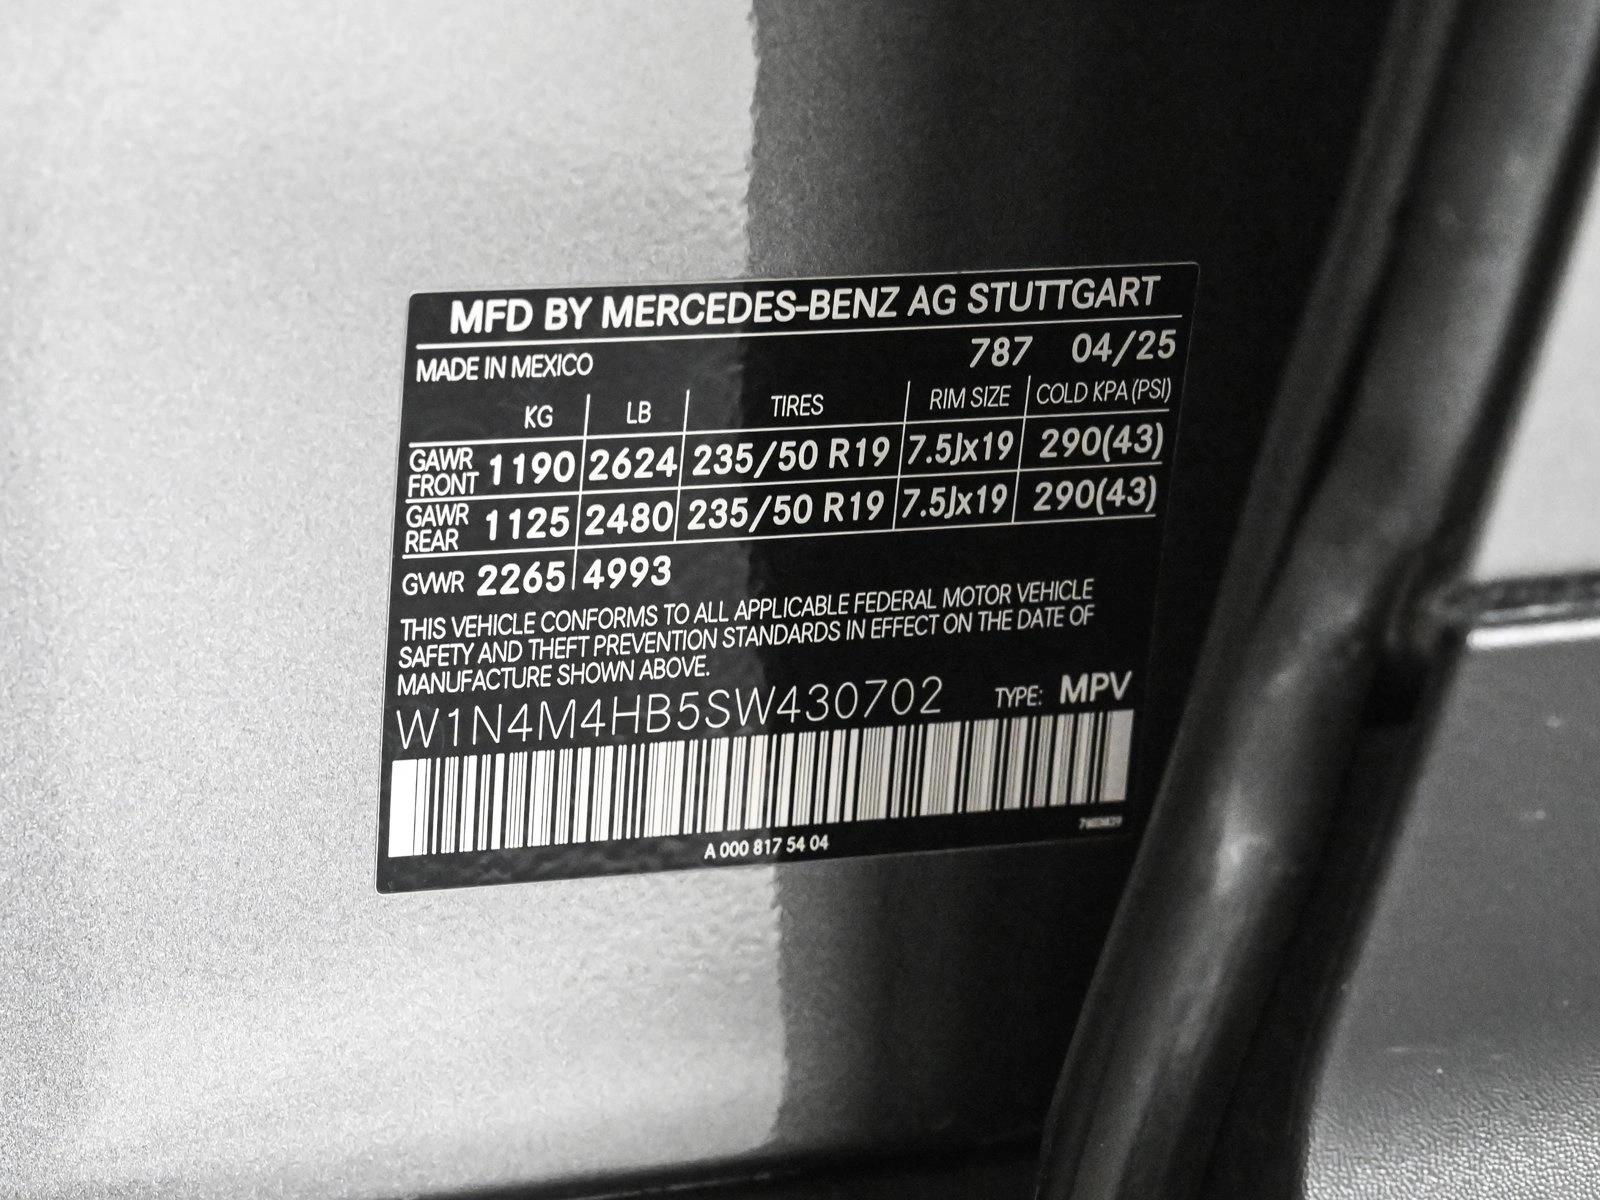 MFD BY MERCEDES-BENZ AG STUTTGART
MADE IN MEXICO 787 04/25
KG LB TIRES RIM SIZE COLD KPA (PSI)
GAWR FRONT 1190 2624 235/50 R19 7.5Jx19 290(43)
GAWR REAR 1125 2480 235/50 R19 7.5Jx19 290(43)
GVWR 2265 4993
THIS VEHICLE CONFORMS TO ALL APPLICABLE FEDERAL MOTOR VEHICLE
SAFETY AND THEFT PREVENTION STANDARDS IN EFFECT ON THE DATE OF
MANUFACTURE SHOWN ABOVE.
W1N4M4HB5SW430702 TYPE: MPV
A 000 817 54 04